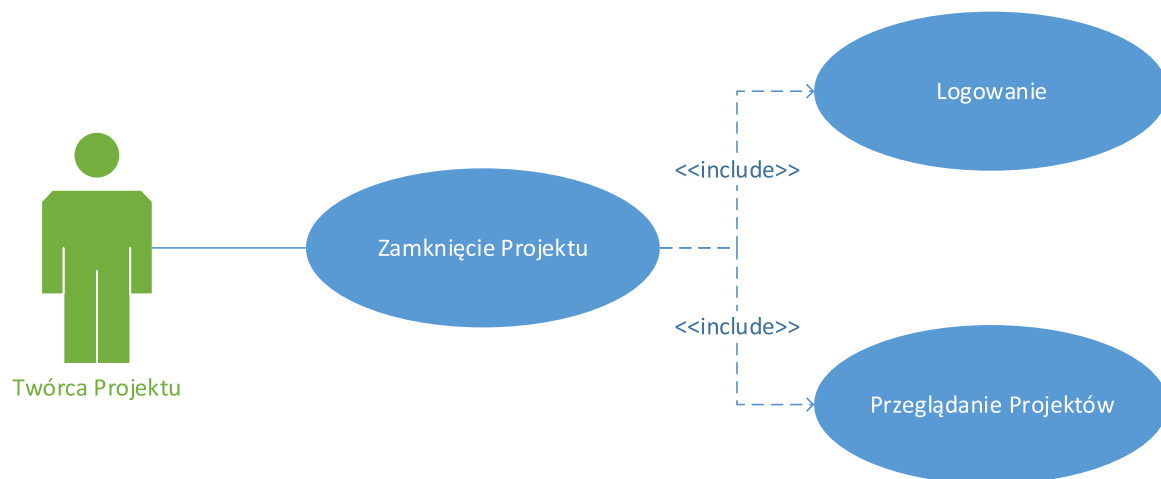 Logowanie
<<include>>
Zamknięcie Projektu
<<include>>
Twórca Projektu
Przeglądanie Projektów